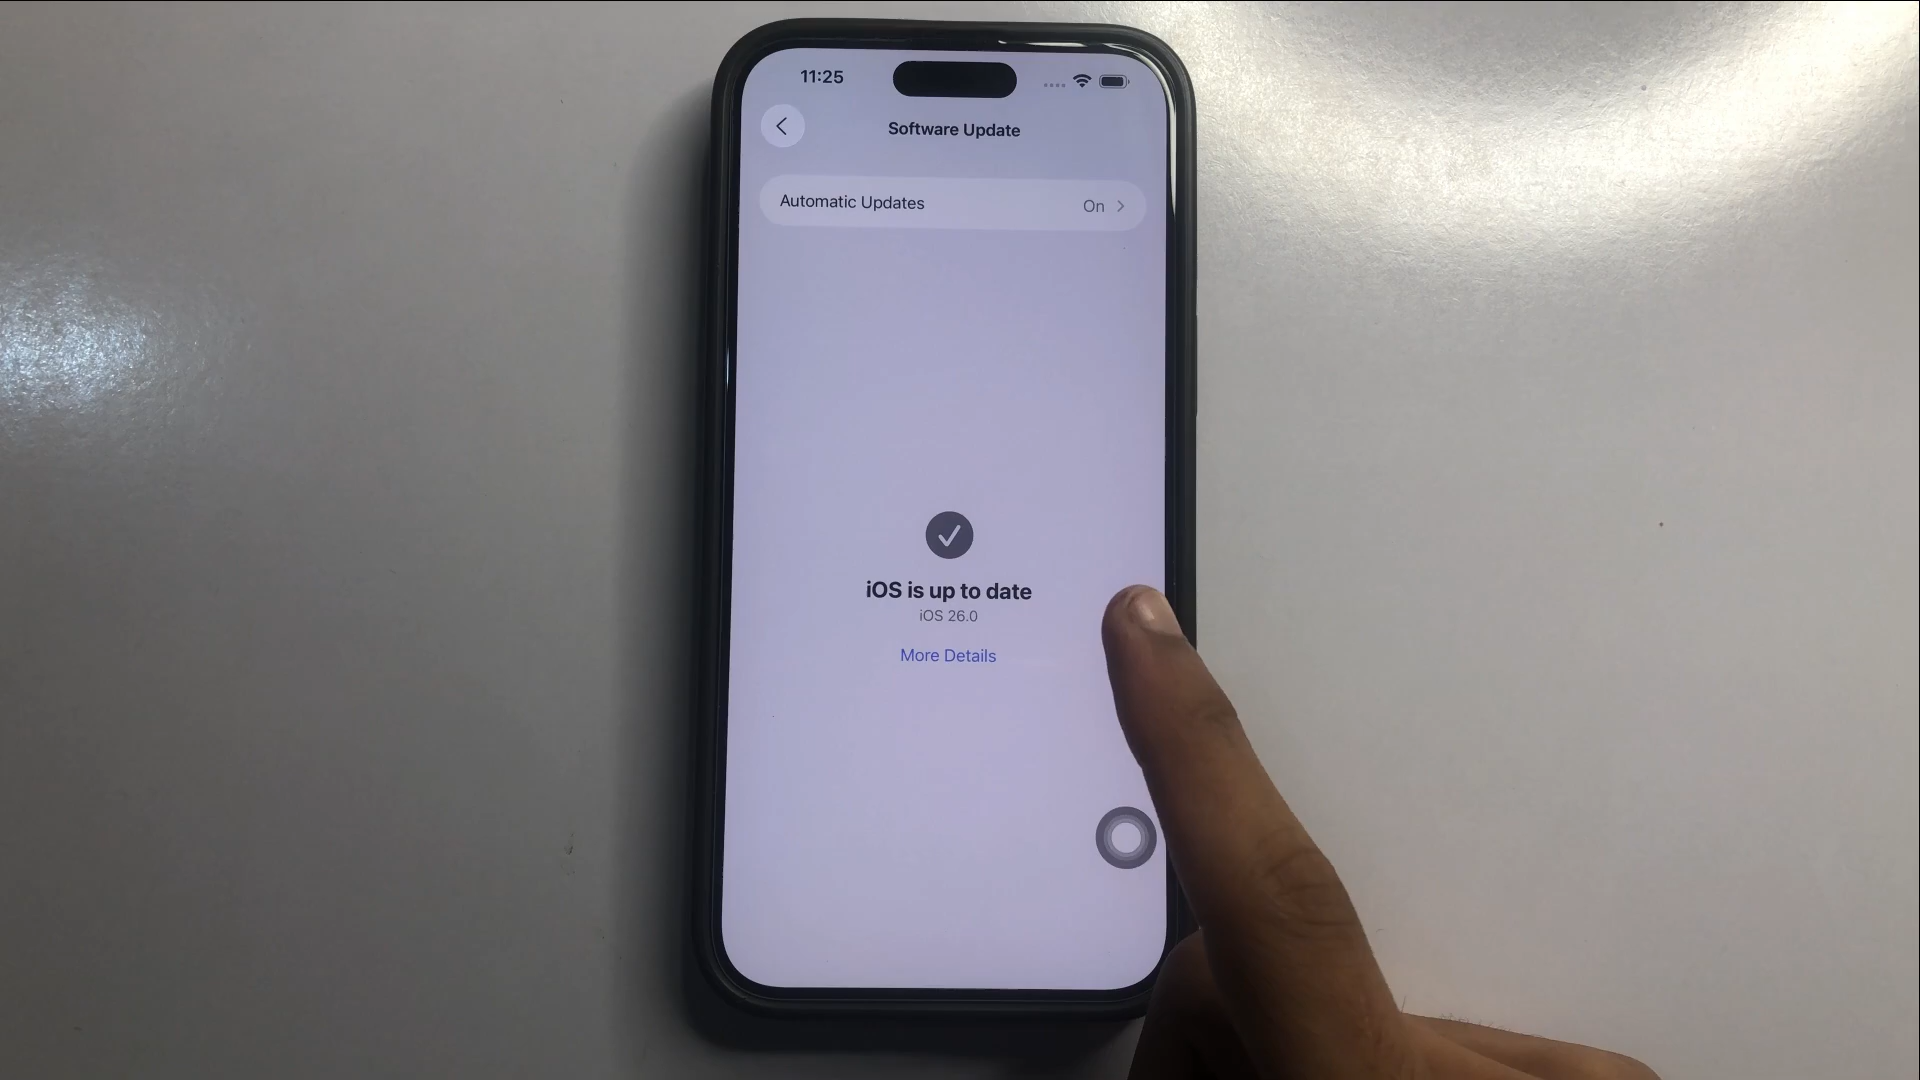 11:25
Software Update
Automatic Updates On
iOS is up to date
iOS 26.0
More Details